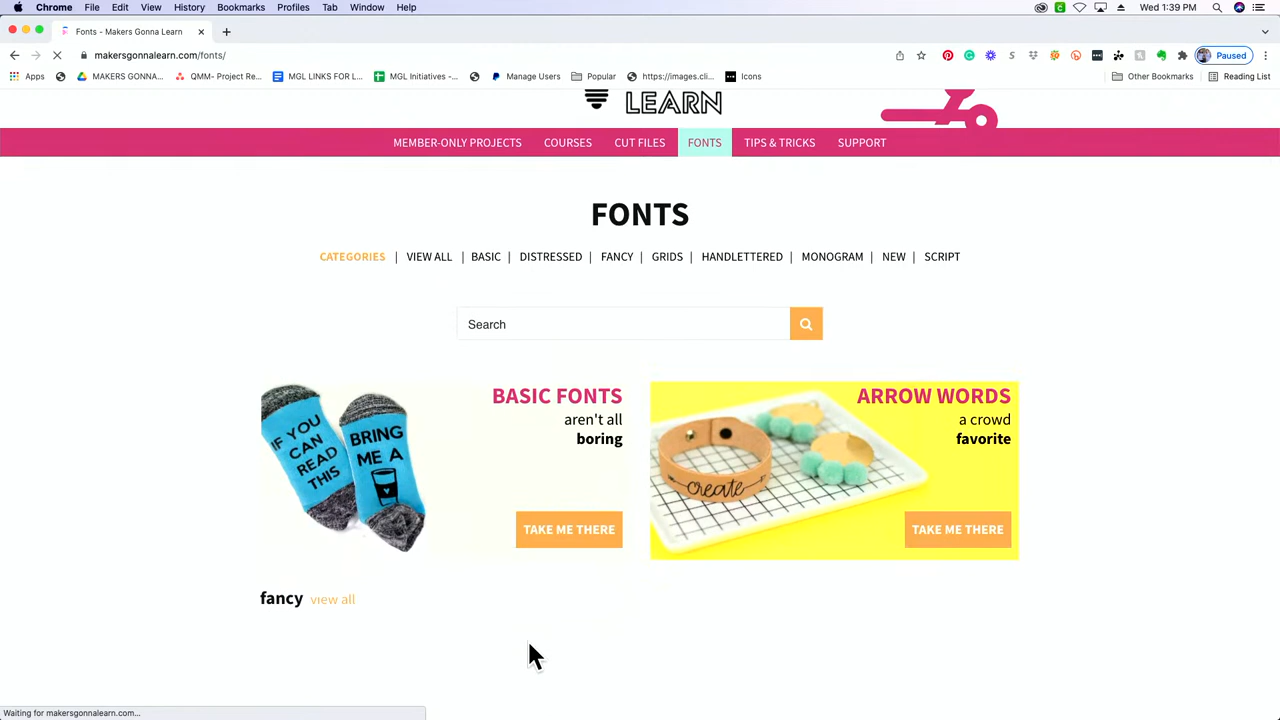 Chrome File Edit View History Bookmarks Profiles Tab Window Help Wed 1:39 PM
Fonts - Makers Gonna Learn
makersgonnalearn.com/fonts/ Paused
Apps MAKERS GONNA... QMM- Project Re... MGL LINKS FOR L... MGL Initiatives -... Manage Users Popular https://images.cli... Icons Other Bookmarks Reading List
LEARN
MEMBER-ONLY PROJECTS COURSES CUT FILES FONTS TIPS & TRICKS SUPPORT
FONTS
CATEGORIES | VIEW ALL | BASIC | DISTRESSED | FANCY | GRIDS | HANDLETTERED | MONOGRAM | NEW | SCRIPT
Search
BASIC FONTS
aren't all
boring
IF YOU
CAN
READ
THIS
BRING
ME A
TAKE ME THERE
ARROW WORDS
a crowd
favorite
create
TAKE ME THERE
fancy view all
Waiting for makersgonnalearn.com...